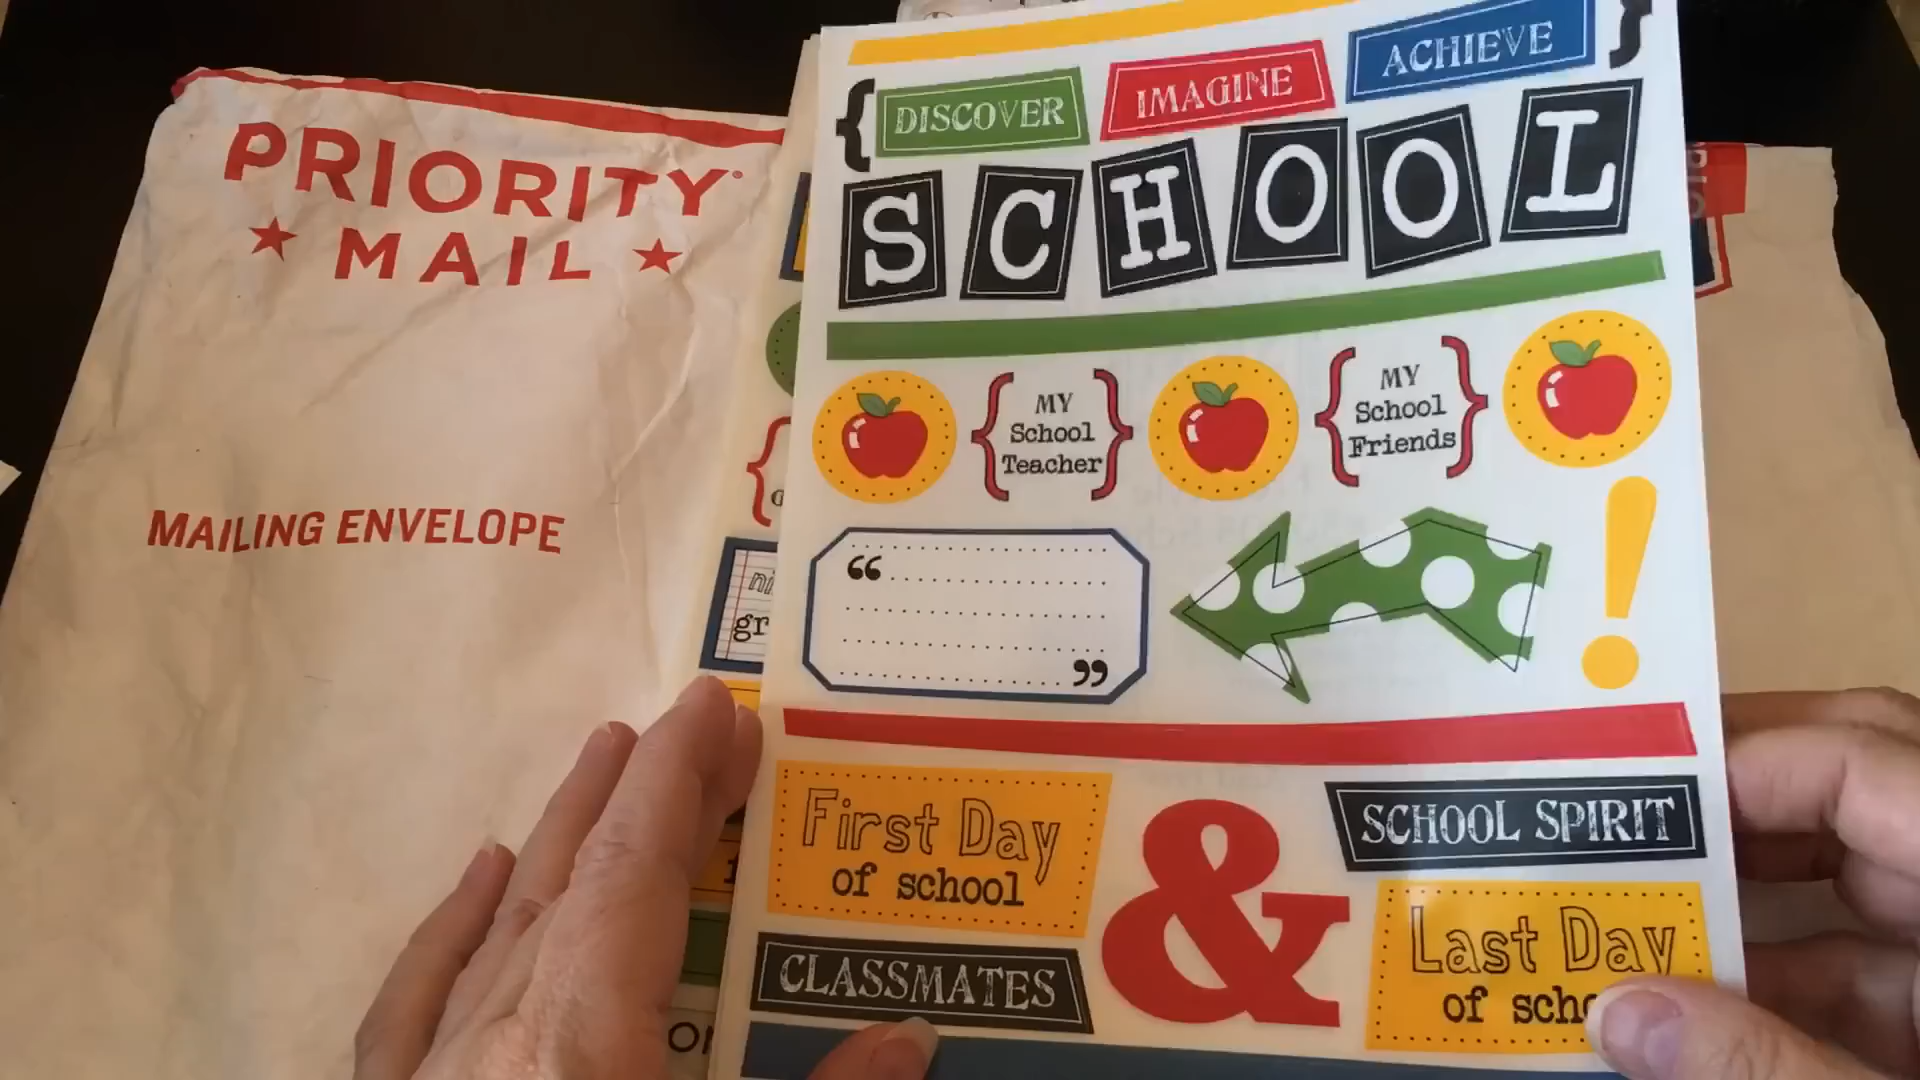 PRIORITY®
MAIL
MAILING ENVELOPE
DISCOVER
IMAGINE
ACHIEVE
SCHOOL
MY
School
Teacher
MY
School
Friends
“
”
First Day
of school
&
SCHOOL SPIRIT
CLASSMATES
Last Day
of scho
gr